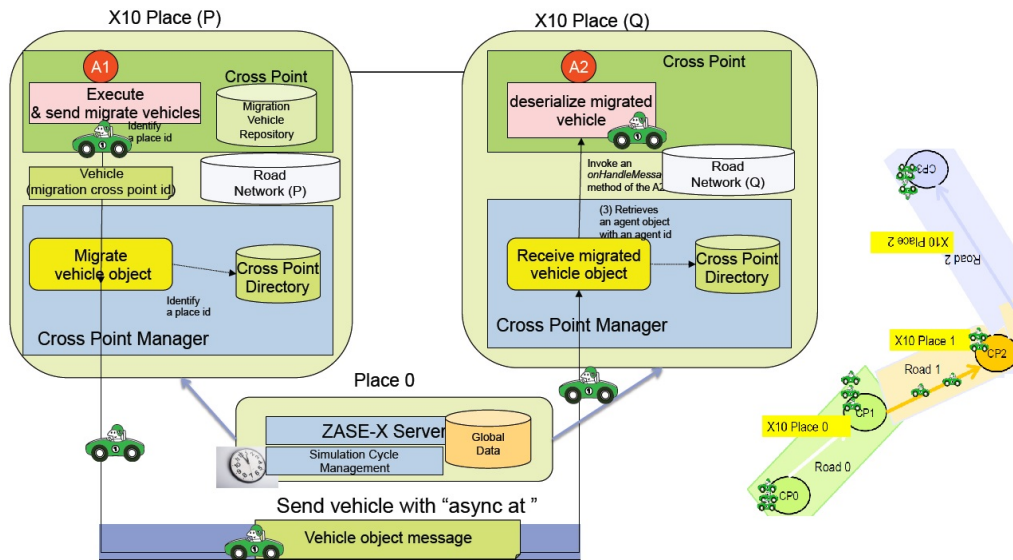 X10 Place (P)
A1
Execute
& send migrate vehicles
Cross Point
Migration
Vehicle
Repository
Identify
a place id
Vehicle
(migration cross point id)
Road
Network (P)
Migrate
vehicle object
Cross Point
Directory
Identify
a place id
Cross Point Manager
X10 Place (Q)
A2
Cross Point
deserialize migrated
vehicle
Invoke an
onHandleMessa
method of the A2
Road
Network (Q)
(3) Retrieves
an agent object
with an agent id
Receive migrated
vehicle object
Cross Point
Directory
Cross Point Manager
Place 0
ZASE-X Server
Simulation Cycle
Management
Global
Data
Send vehicle with “async at ”
Vehicle object message
CP3
X10 Place 2
Road 2
X10 Place 1
CP2
Road 1
CP1
X10 Place 0
Road 0
CP0